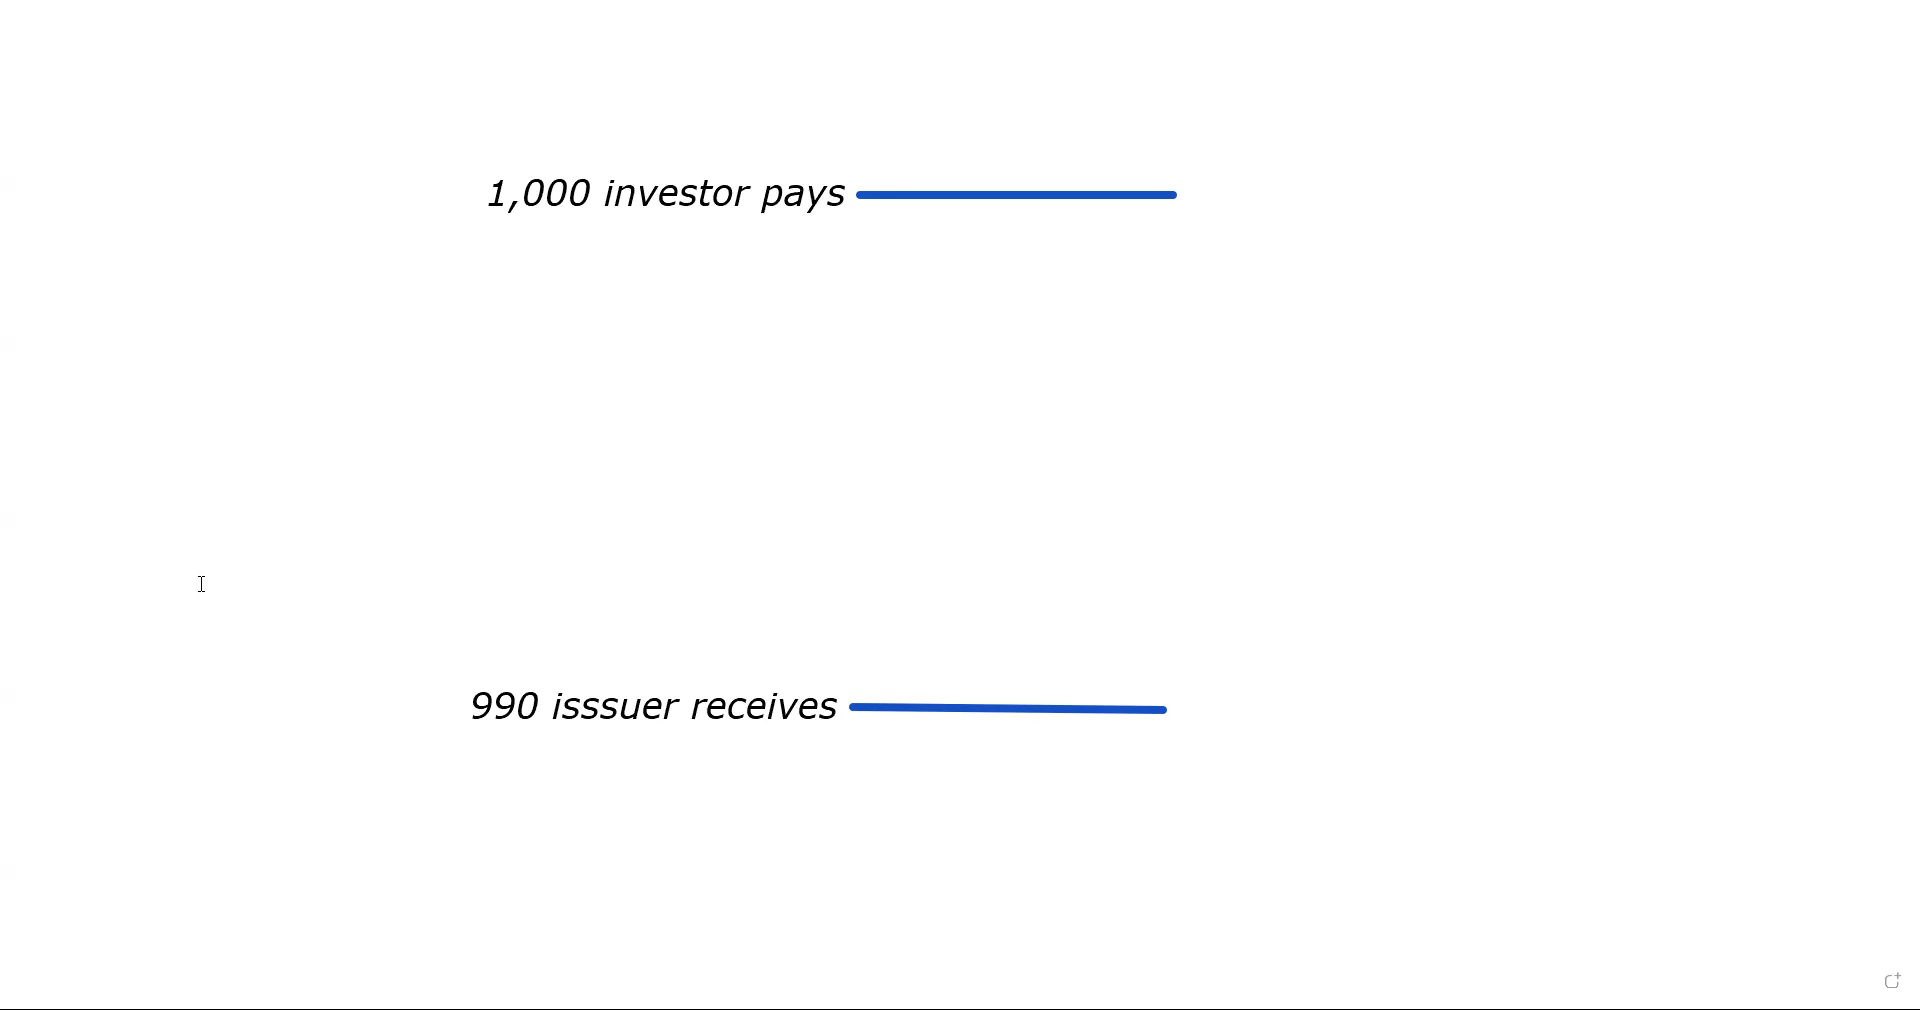 1,000 investor pays
990 isssuer receives